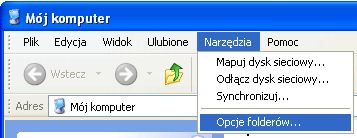 Mój komputer
Plik Edycja Widok Ulubione Narzędzia Pomoc
Wstecz
Mapuj dysk sieciowy...
Odłącz dysk sieciowy...
Synchronizuj...
Adres Mój komputer
Opcje folderów...